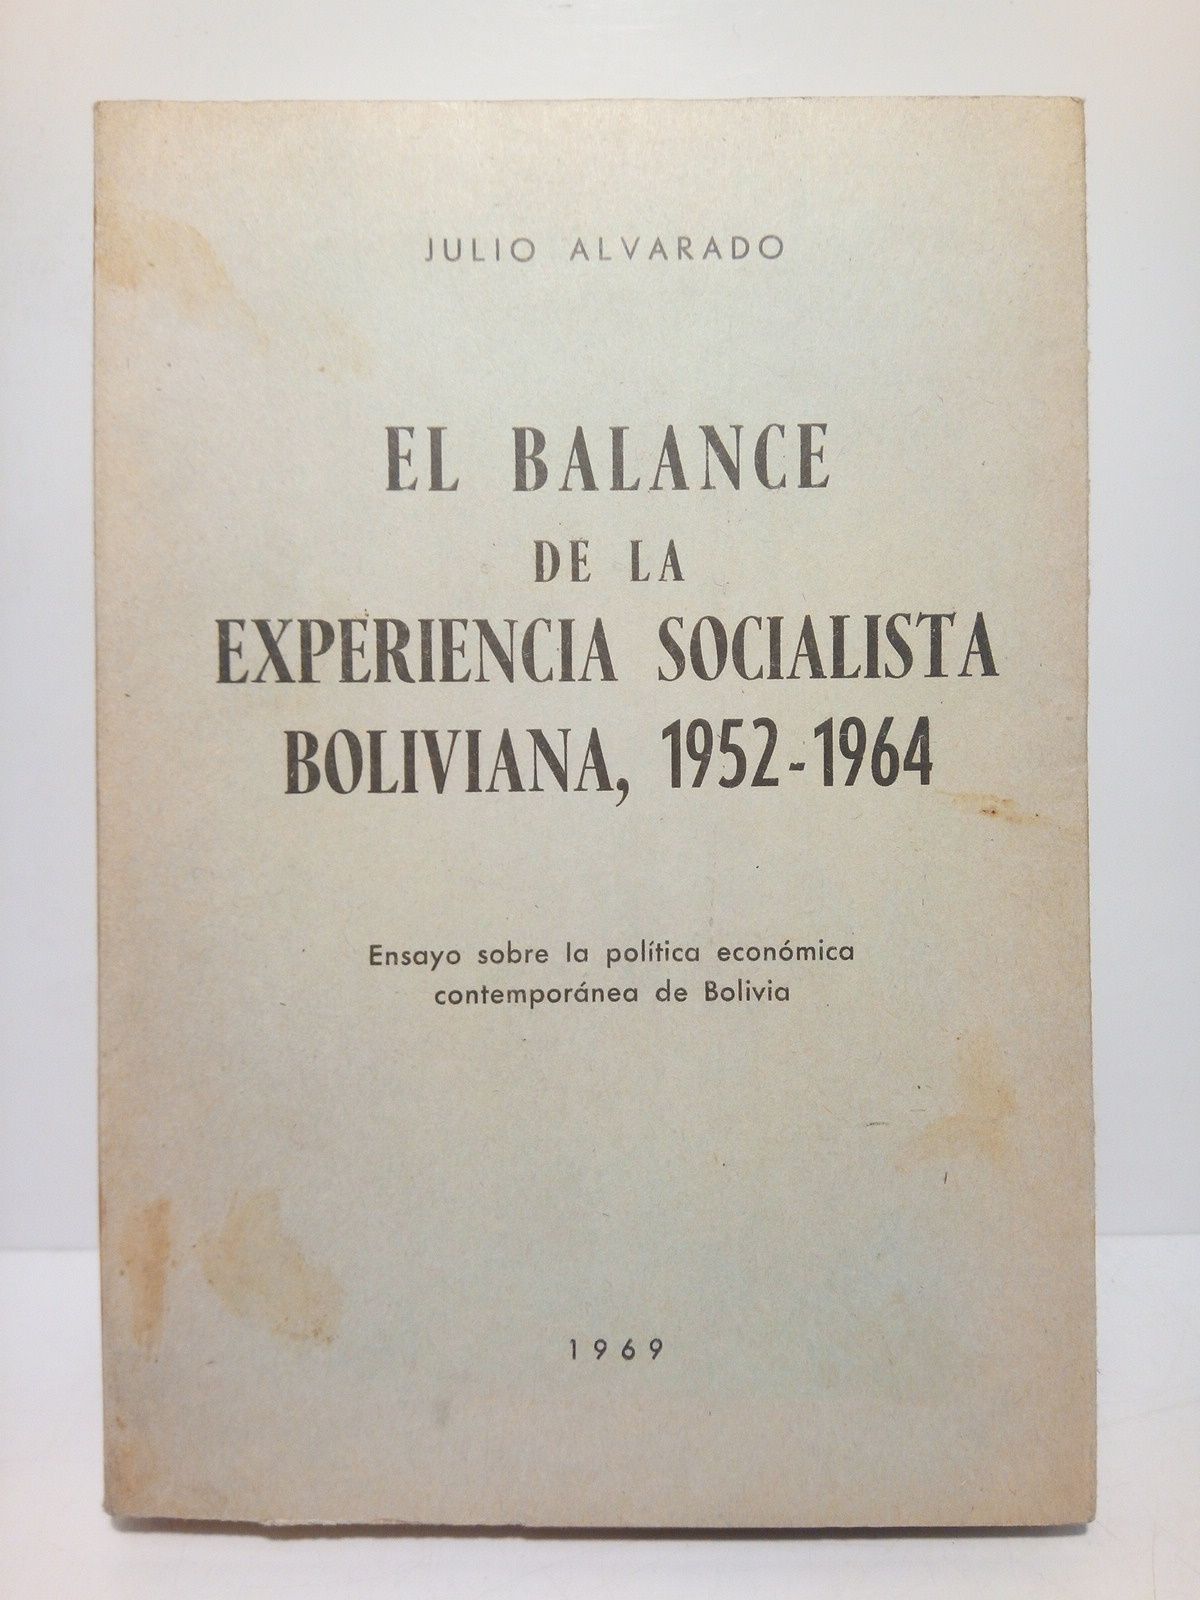 JULIO ALVARADO
EL BALANCE
DE LA
EXPERIENCIA SOCIALISTA
BOLIVIANA, 1952-1964
Ensayo sobre la política económica
contemporánea de Bolivia
1969